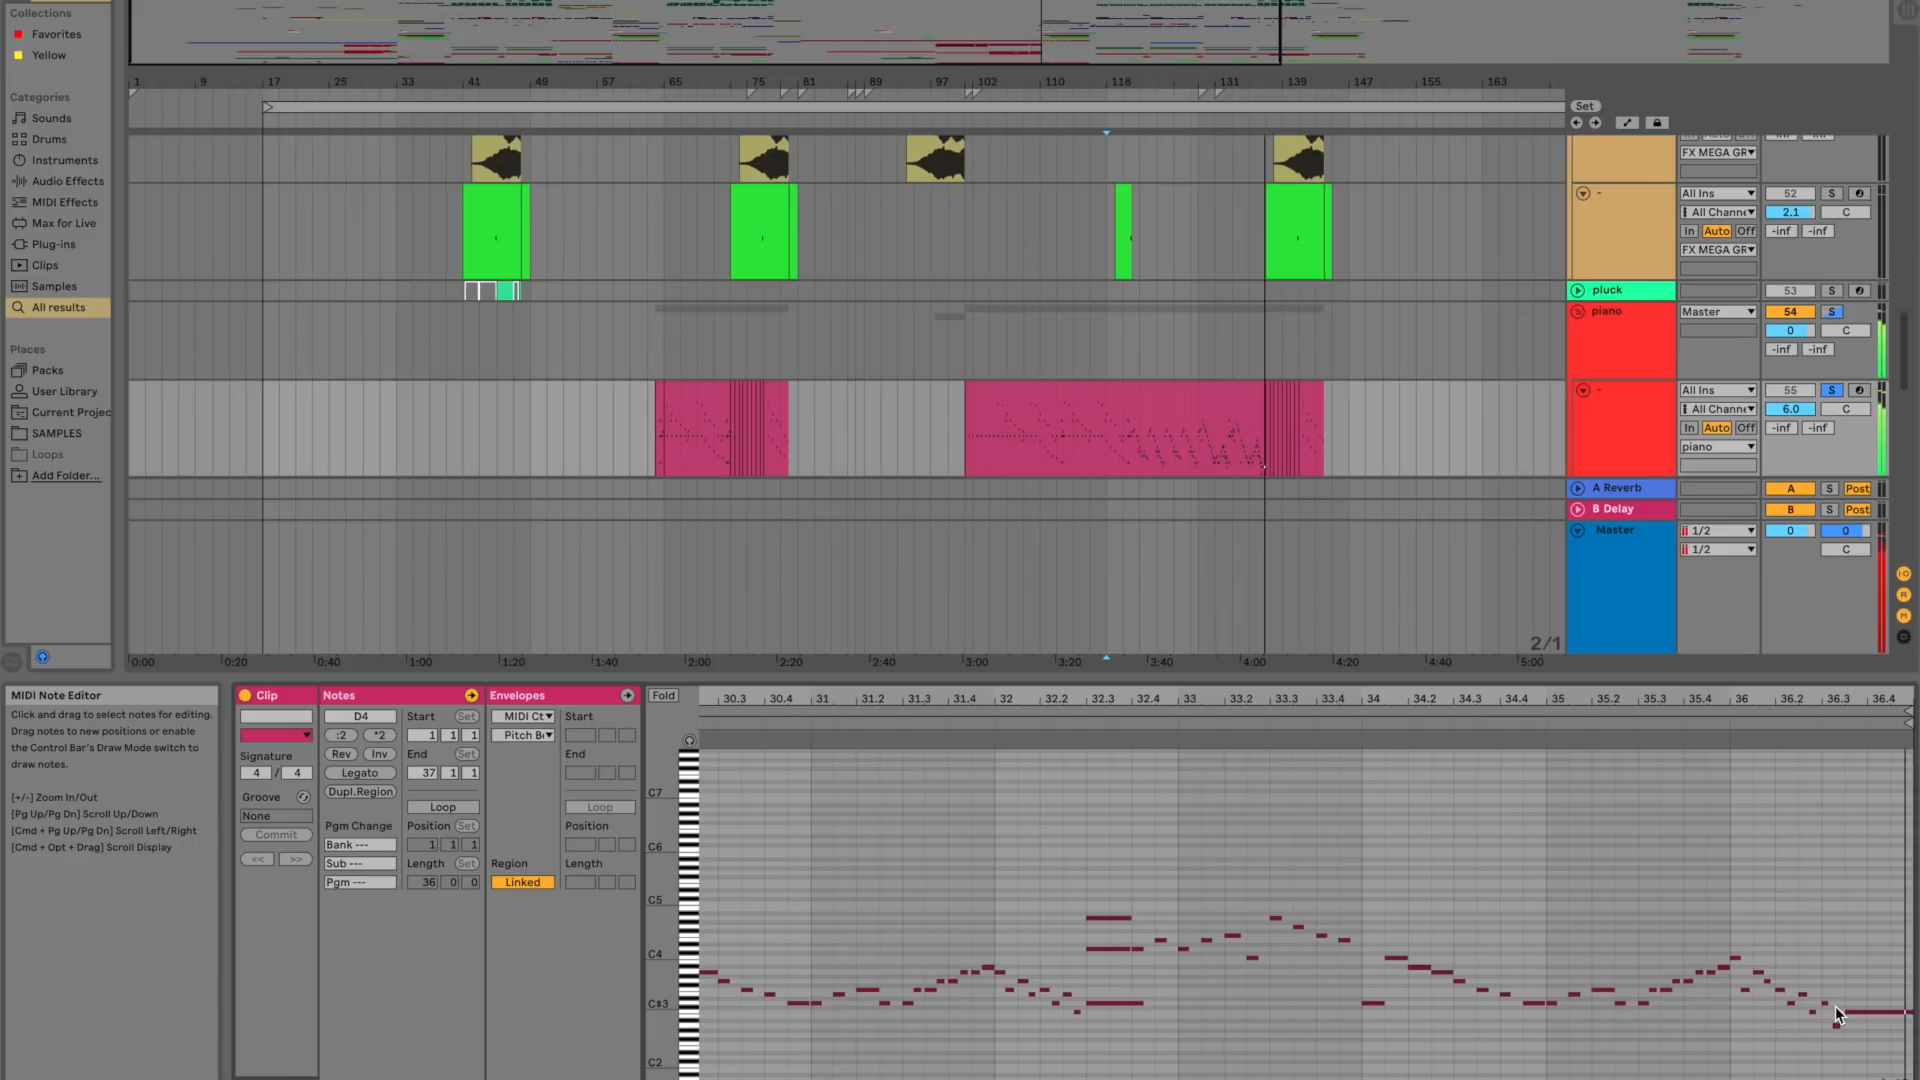 Collections
Favorites
Yellow
Categories
Sounds
Drums
Instruments
Audio Effects
MIDI Effects
Max for Live
Plug-ins
Clips
Samples
All results
Places
Packs
User Library
Current Projec
SAMPLES
Loops
Add Folder...
1 9 17 25 33 41 49 57 65 75 81 89 97 102 110 118 131 139 147 155 163
Set
FX MEGA GR
- All Ins 52 S
All Channe 2.1 C
In Auto Off -inf -inf
FX MEGA GR
pluck 53 S
piano Master 54 S
0 C
-inf -inf
- All Ins 55 S
All Channe 6.0 C
In Auto Off -inf -inf
piano
A Reverb A S Post
B Delay B S Post
Master 1/2 0 0
1/2 C
2/1
0:00 0:20 0:40 1:00 1:20 1:40 2:00 2:20 2:40 3:00 3:20 3:40 4:00 4:20 4:40 5:00
MIDI Note Editor
Click and drag to select notes for editing.
Drag notes to new positions or enable
the Control Bar's Draw Mode switch to
draw notes.
[+/-] Zoom In/Out
[Pg Up/Pg Dn] Scroll Up/Down
[Cmd + Pg Up/Pg Dn] Scroll Left/Right
[Cmd + Opt + Drag] Scroll Display
Clip
Signature
4 / 4
Groove
None
Commit
<< >>
Notes
D4 Start Set
:2 *2 1 1 1
Rev Inv End Set
Legato 37 1 1
Dupl.Region
Loop
Pgm Change Position Set
Bank --- 1 1 1
Sub --- Length Set
Pgm --- 36 0 0
Envelopes
MIDI Ct Start
Pitch B
End
Loop
Position
Region Length
Linked
Fold
30.3 30.4 31 31.2 31.3 31.4 32 32.2 32.3 32.4 33 33.2 33.3 33.4 34 34.2 34.3 34.4 35 35.2 35.3 35.4 36 36.2 36.3 36.4
C7
C6
C5
C4
C#3
C2